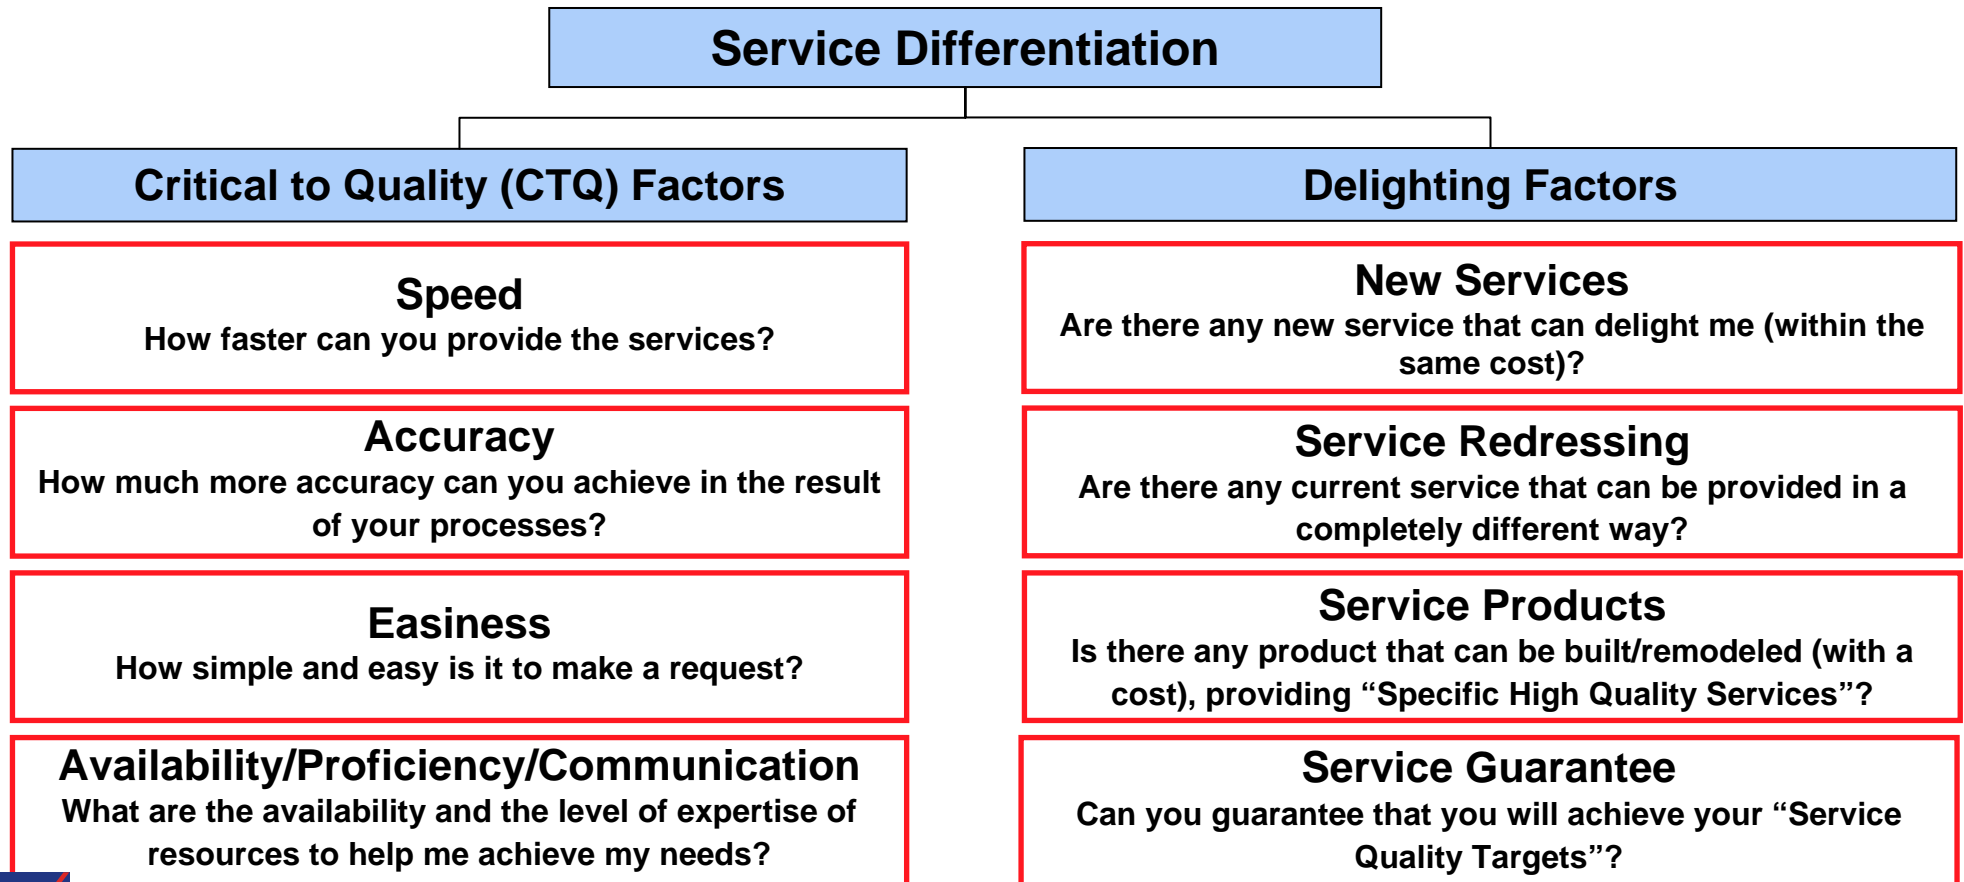 Service Differentiation
Critical to Quality (CTQ) Factors
Speed
How faster can you provide the services?
Accuracy
How much more accuracy can you achieve in the result
of your processes?
Easiness
How simple and easy is it to make a request?
Availability/Proficiency/Communication
What are the availability and the level of expertise of
resources to help me achieve my needs?
Delighting Factors
New Services
Are there any new service that can delight me (within the
same cost)?
Service Redressing
Are there any current service that can be provided in a
completely different way?
Service Products
Is there any product that can be built/remodeled (with a
cost), providing “Specific High Quality Services”?
Service Guarantee
Can you guarantee that you will achieve your “Service
Quality Targets”?